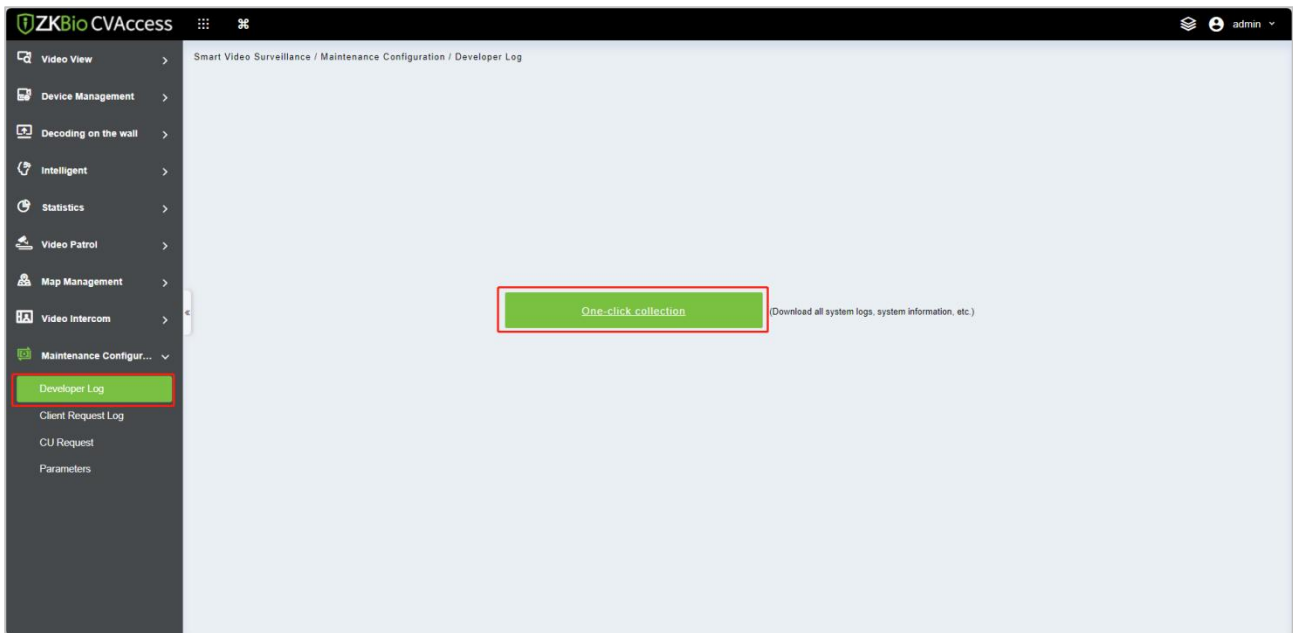 ZKBio CVAccess
admin
Video View
Smart Video Surveillance / Maintenance Configuration / Developer Log
Device Management
Decoding on the wall
Intelligent
Statistics
Video Patrol
Map Management
Video Intercom
Maintenance Configur...
Developer Log
Client Request Log
CU Request
Parameters
One-click collection (Download all system logs, system information, etc.)